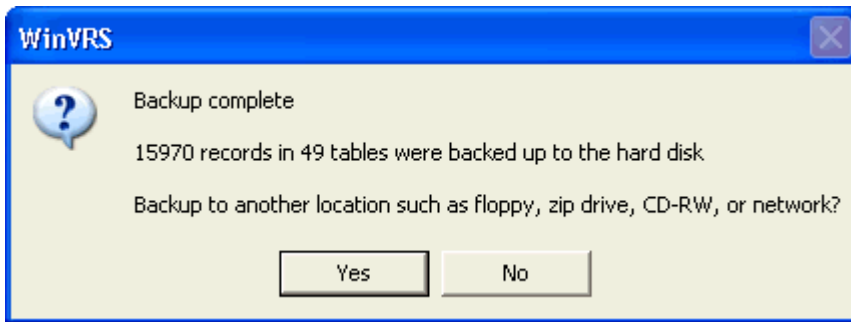 WinVRS
Backup complete
15970 records in 49 tables were backed up to the hard disk
Backup to another location such as floppy, zip drive, CD-RW, or network?
Yes No